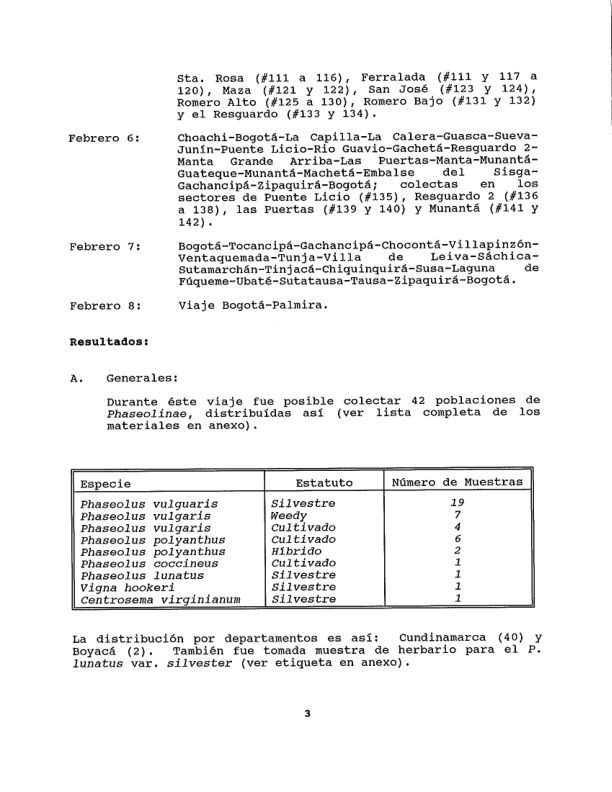 Sta. Rosa (#111 a 116), Ferralada (#111 y 117 a
120), Maza (#121 y 122), San José (#123 y 124),
Romero Alto (#125 a 130), Romero Bajo (#131 y 132)
y el Resguardo (#133 y 134).
Febrero 6: Choachi-Bogotá-La Capilla-La Calera-Guasca-Sueva-
Junín-Puente Licio-Rio Guavio-Gachetá-Resguardo 2-
Manta Grande Arriba-Las Puertas-Manta-Munantá-
Guateque-Munantá-Machetá-Embalse del Sisga-
Gachancipá-Zipaquirá-Bogotá; colectas en los
sectores de Puente Licio (#135), Resguardo 2 (#136
a 138), las Puertas (#139 y 140) y Munantá (#141 y
142).
Febrero 7: Bogotá-Tocancipá-Gachancipá-Chocontá-Villapinzón-
Ventaquemada-Tunja-Villa de Leiva-Sáchica-
Sutamarchán-Tinjacá-Chiquinquirá-Susa-Laguna de
Fúqueme-Ubaté-Sutatausa-Tausa-Zipaquirá-Bogotá.
Febrero 8: Viaje Bogotá-Palmira.
Resultados:
A. Generales:
Durante éste viaje fue posible colectar 42 poblaciones de
Phaseolinae, distribuídas así (ver lista completa de los
materiales en anexo).
Especie Estatuto Número de Muestras
Phaseolus vulguaris Silvestre 19
Phaseolus vulgaris Weedy 7
Phaseolus vulgaris Cultivado 4
Phaseolus polyanthus Cultivado 6
Phaseolus polyanthus Híbrido 2
Phaseolus coccineus Cultivado 1
Phaseolus lunatus Silvestre 1
Vigna hookeri Silvestre 1
Centrosema virginianum Silvestre 1
La distribución por departamentos es así: Cundinamarca (40) y
Boyacá (2). También fue tomada muestra de herbario para el P.
lunatus var. silvester (ver etiqueta en anexo).
3